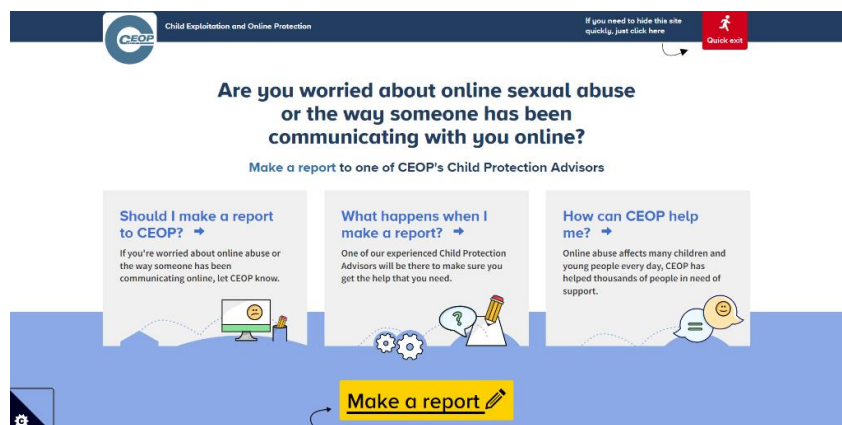 CEOP
Child Exploitation and Online Protection
If you need to hide this site
quickly, just click here
Quick exit
Are you worried about online sexual abuse
or the way someone has been
communicating with you online?
Make a report to one of CEOP's Child Protection Advisors
Should I make a report
to CEOP? ➜
If you're worried about online abuse or
the way someone has been
communicating online, let CEOP know.
What happens when I
make a report? ➜
One of our experienced Child Protection
Advisors will be there to make sure you
get the help that you need.
How can CEOP help
me? ➜
Online abuse affects many children and
young people every day, CEOP has
helped thousands of people in need of
support.
?
=
Make a report